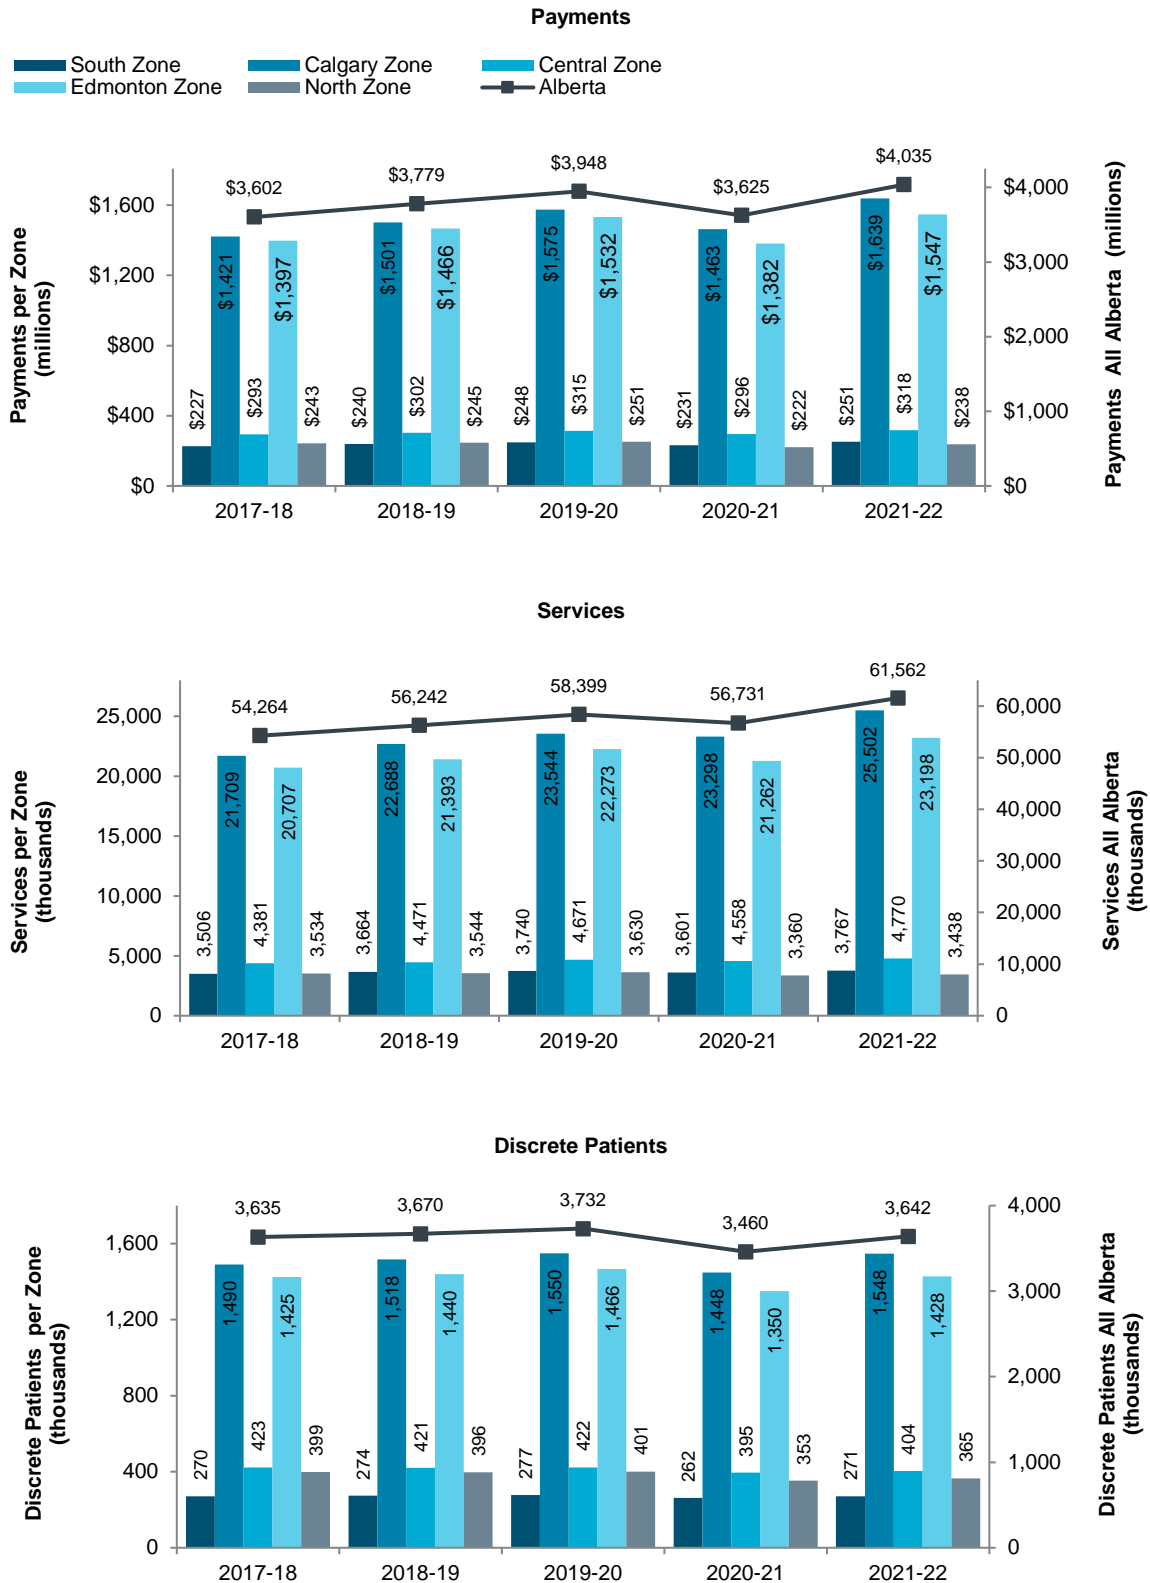 Payments
South Zone Calgary Zone Central Zone
Edmonton Zone North Zone Alberta
Payments per Zone
(millions)
$1,600
$1,200
$800
$400
$0
$3,602 $3,779 $3,948 $3,625 $4,035
$227 $1,421 $293 $1,397 $243
$240 $1,501 $302 $1,466 $245
$248 $1,575 $315 $1,532 $251
$231 $1,463 $296 $1,382 $222
$251 $1,639 $318 $1,547 $238
$4,000
$3,000
$2,000
$1,000
$0
Payments All Alberta (millions)
2017-18 2018-19 2019-20 2020-21 2021-22
Services
Services per Zone
(thousands)
25,000
20,000
15,000
10,000
5,000
0
54,264 56,242 58,399 56,731 61,562
3,506 21,709 4,381 20,707 3,534
3,664 22,688 4,471 21,393 3,544
3,740 23,544 4,671 22,273 3,630
3,601 23,298 4,558 21,262 3,360
3,767 25,502 4,770 23,198 3,438
60,000
50,000
40,000
30,000
20,000
10,000
0
Services All Alberta
(thousands)
2017-18 2018-19 2019-20 2020-21 2021-22
Discrete Patients
Discrete Patients per Zone
(thousands)
1,600
1,200
800
400
0
3,635 3,670 3,732 3,460 3,642
270 1,490 423 1,425 399
274 1,518 421 1,440 396
277 1,550 422 1,466 401
262 1,448 395 1,350 353
271 1,548 404 1,428 365
4,000
3,000
2,000
1,000
0
Discrete Patients All Alberta
(thousands)
2017-18 2018-19 2019-20 2020-21 2021-22